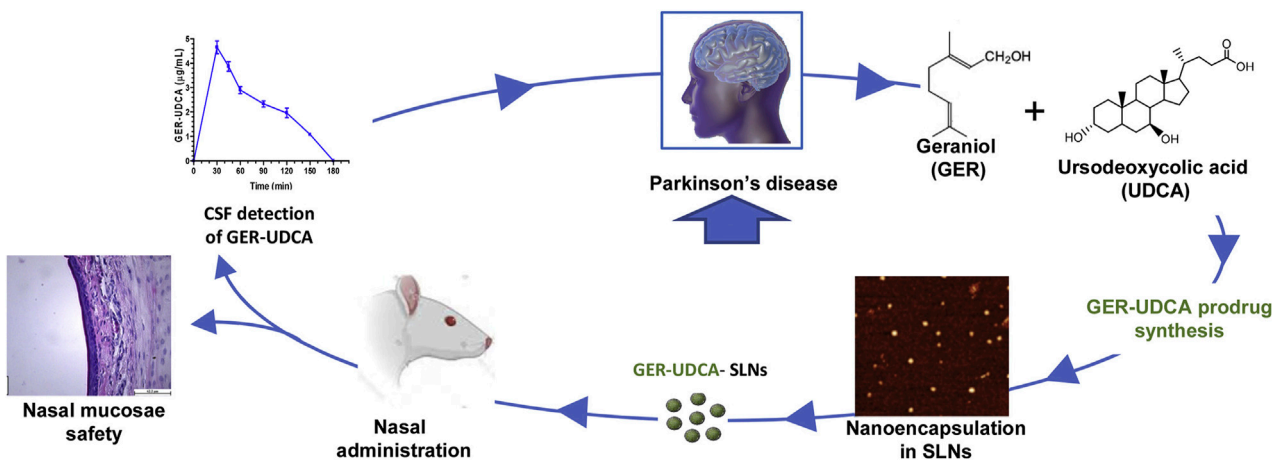 5
4
3
2
1
0
GER-UDCA (µg/mL)
0 30 60 90 120 150 180
Time (min)
CSF detection
of GER-UDCA
Parkinson's disease
CH₂OH
Geraniol
(GER)
+
O
OH
HO
OH
Ursodeoxycolic acid
(UDCA)
GER-UDCA prodrug
synthesis
Nanoencapsulation
in SLNs
GER-UDCA- SLNs
Nasal
administration
Nasal mucosae
safety